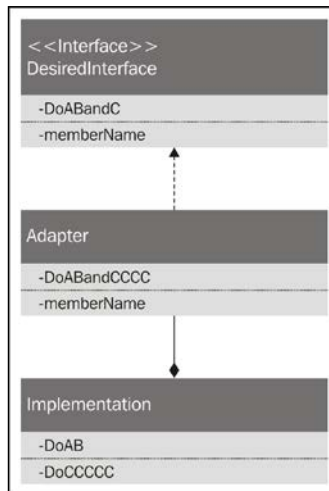 <<Interface>>
DesiredInterface
-DoABandC
-memberName
Adapter
-DoABandCCCC
-memberName
Implementation
-DoAB
-DoCCCCC